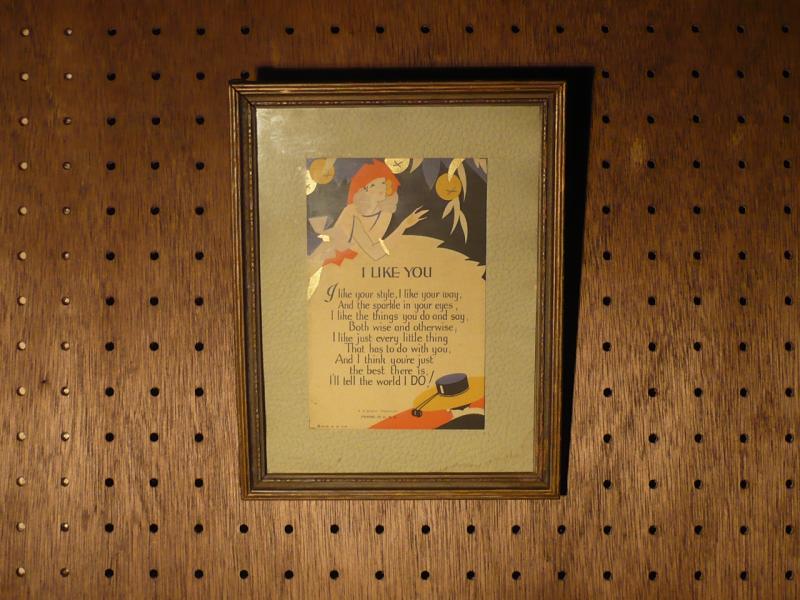 I LIKE YOU
I like your style, I like your way,
And the sparkle in your eyes,
I like the things you do and say,
Both wise and otherwise;
I like just every little thing
That has to do with you,
And I think you're just
the best there is
I'll tell the world I DO!